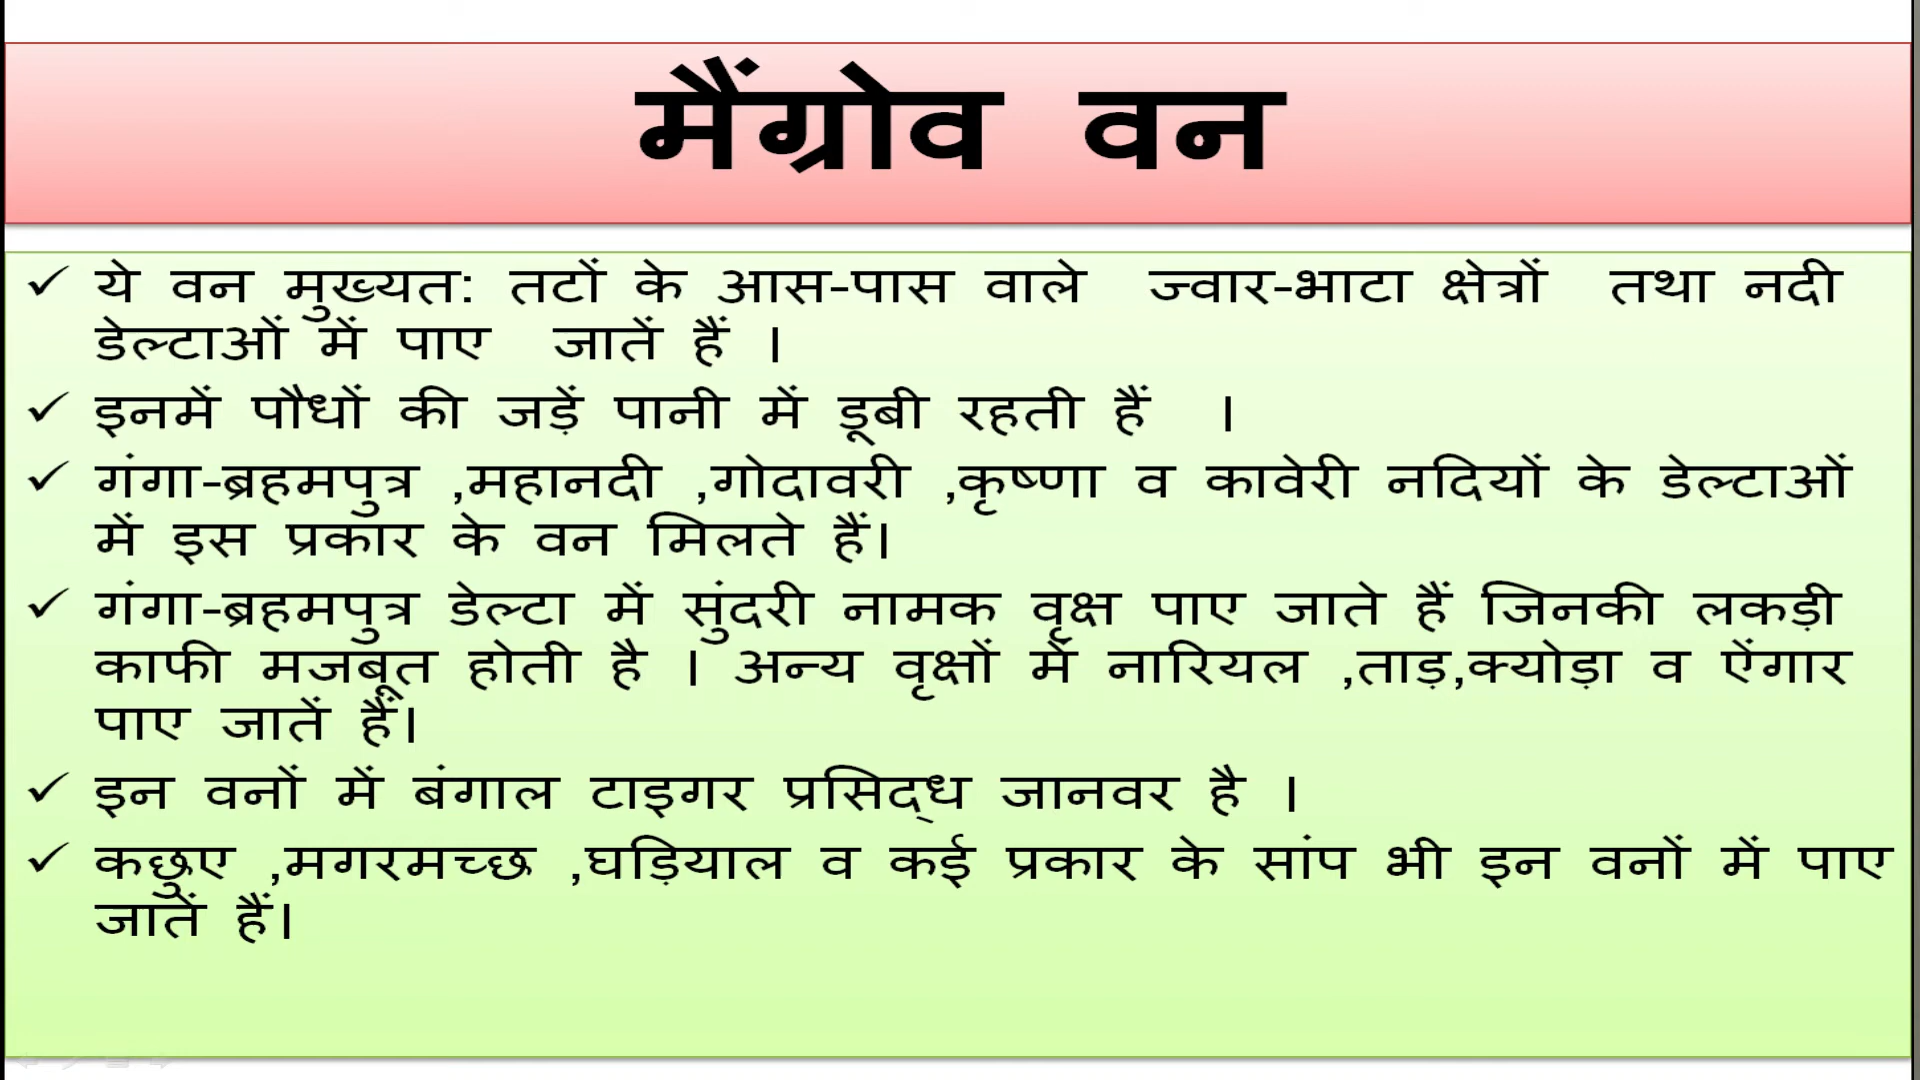 मैंग्रोव वन
✓ ये वन मुख्यत: तटों के आस-पास वाले ज्वार-भाटा क्षेत्रों तथा नदी
डेल्टाओं में पाए जातें हैं ।
✓ इनमें पौधों की जड़ें पानी में डूबी रहती हैं ।
✓ गंगा-ब्रहमपुत्र ,महानदी ,गोदावरी ,कृष्णा व कावेरी नदियों के डेल्टाओं
में इस प्रकार के वन मिलते हैं।
✓ गंगा-ब्रहमपुत्र डेल्टा में सुंदरी नामक वृक्ष पाए जाते हैं जिनकी लकड़ी
काफी मजबूत होती है । अन्य वृक्षों में नारियल ,ताड़,क्योड़ा व ऐंगार
पाए जातें हैं।
✓ इन वनों में बंगाल टाइगर प्रसिद्ध जानवर है ।
✓ कछुए ,मगरमच्छ ,घड़ियाल व कई प्रकार के सांप भी इन वनों में पाए
जातें हैं।